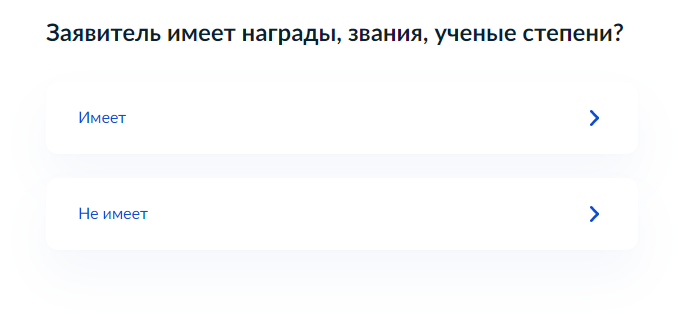 Заявитель имеет награды, звания, ученые степени?
Имеет
Не имеет